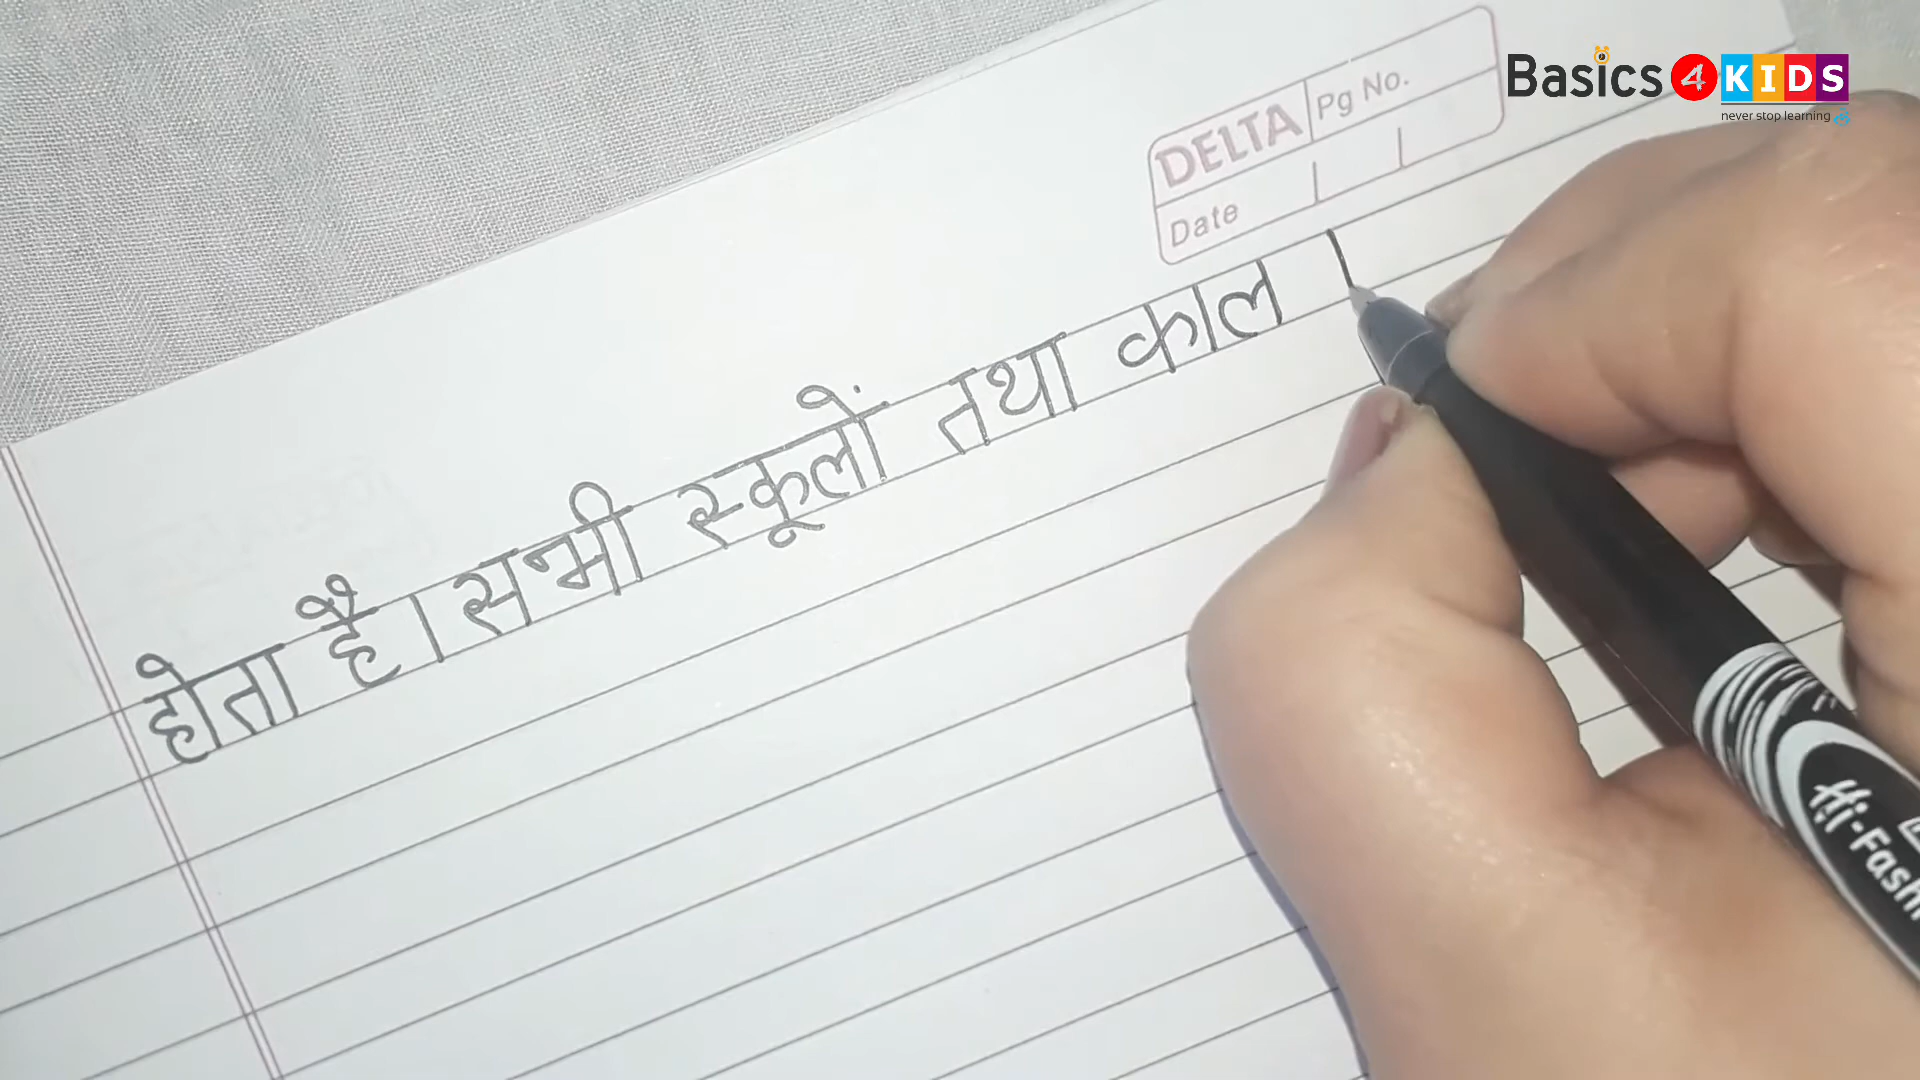 Basics 4 KIDS
never stop learning
DELTA Pg No.
Date
होता है। सभी स्कूलों तथा काल
Hi-Fash